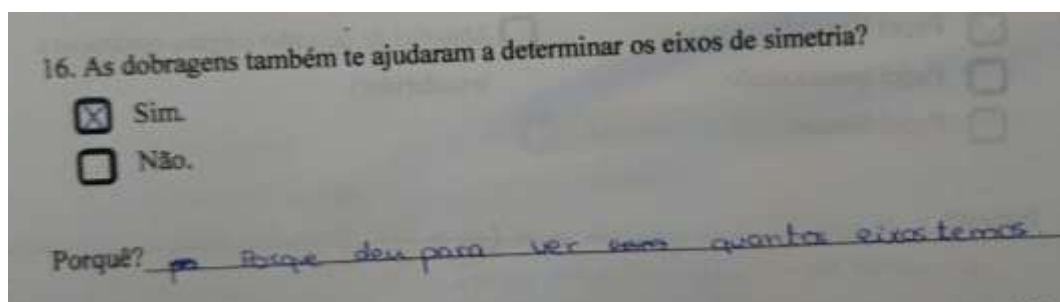 16. As dobragens também te ajudaram a determinar os eixos de simetria?
Sim.
Não.
Porquê? Porque deu para ver quantos eixos temos